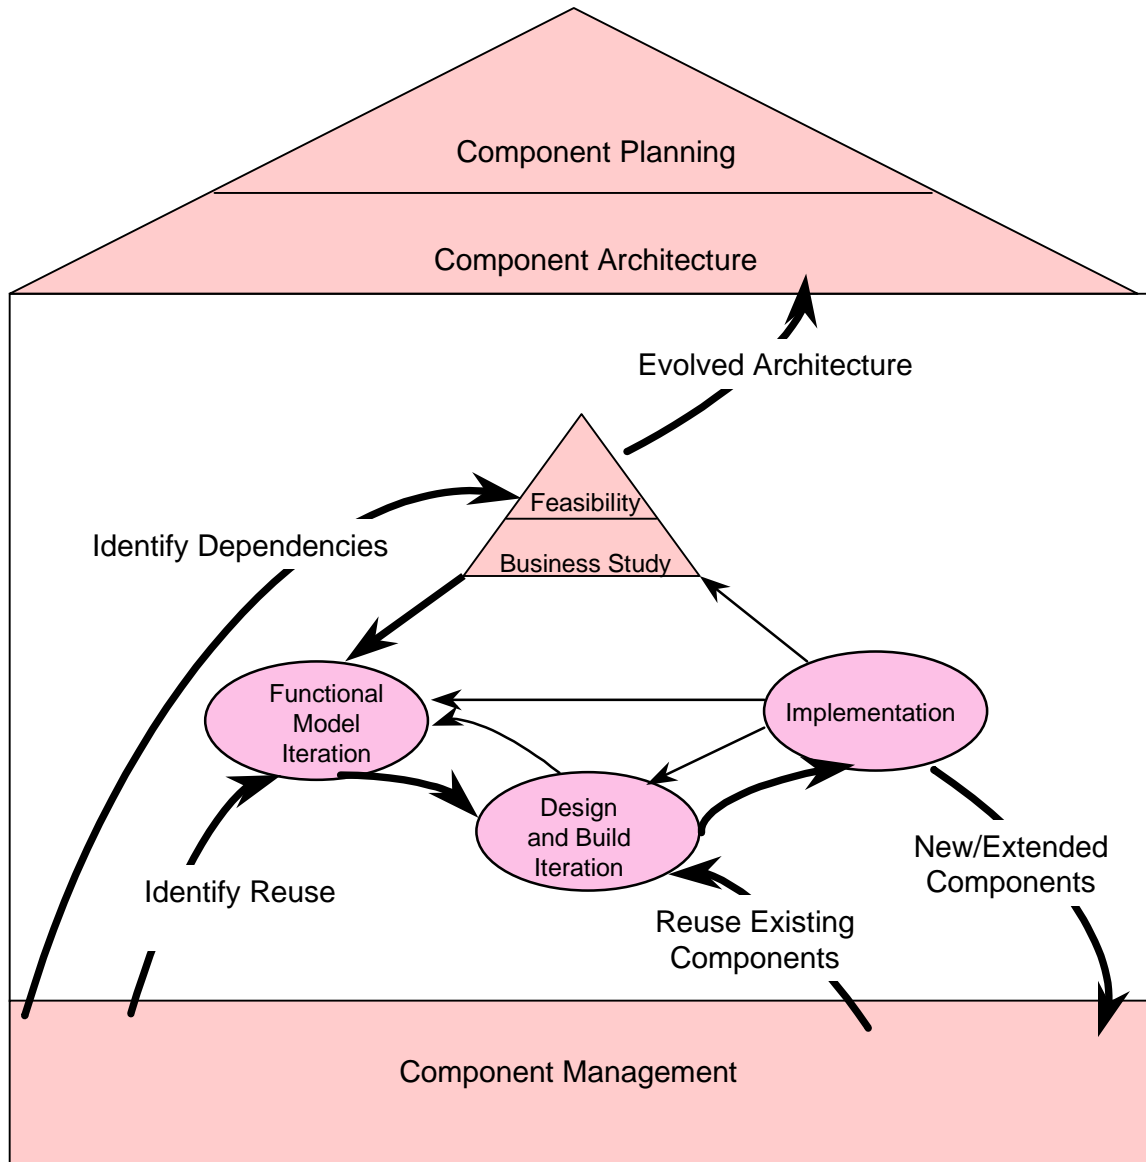 Component Planning
Component Architecture
Evolved Architecture
Feasibility
Identify Dependencies
Business Study
Functional
Model
Iteration
Implementation
Design
and Build
Iteration
New/Extended
Components
Identify Reuse
Reuse Existing
Components
Component Management